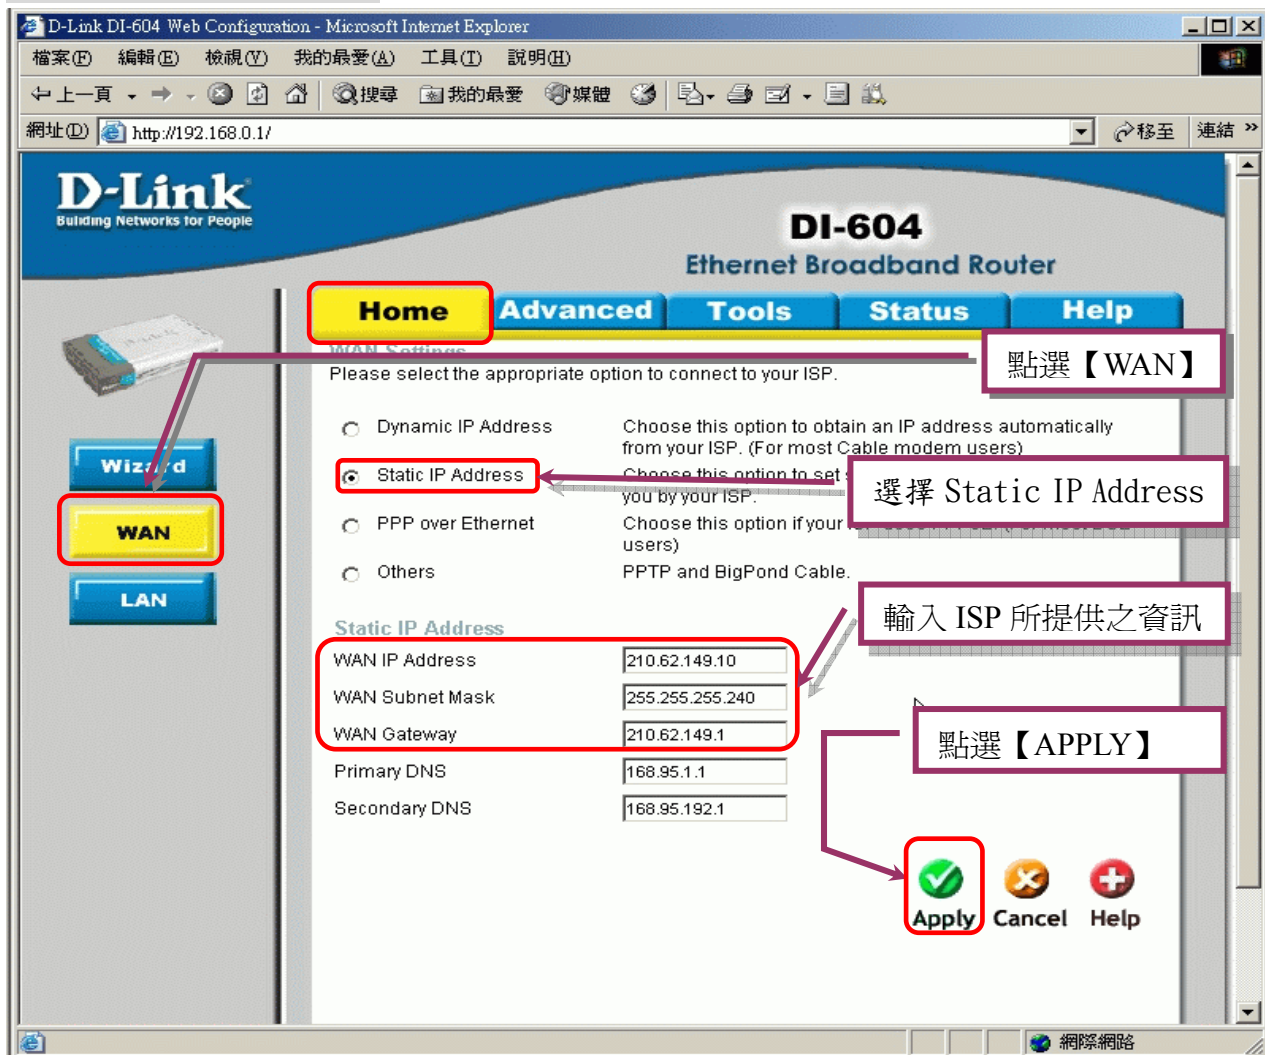 D-Link DI-604 Web Configuration - Microsoft Internet Explorer
檔案(F) 編輯(E) 檢視(V) 我的最愛(A) 工具(T) 說明(H)
上一頁 搜尋 我的最愛 媒體
網址(D) http://192.168.0.1/ 移至 連結 »
D-Link
Building Networks for People
DI-604
Ethernet Broadband Router
Home Advanced Tools Status Help
WAN Settings
點選【WAN】
Please select the appropriate option to connect to your ISP.
Dynamic IP Address Choose this option to obtain an IP address automatically
from your ISP. (For most Cable modem users)
Wizard
Static IP Address Choose this option to set
you by your ISP.
選擇 Static IP Address
WAN
PPP over Ethernet Choose this option if your
users)
Others PPTP and BigPond Cable.
LAN
輸入 ISP 所提供之資訊
Static IP Address
WAN IP Address 210.62.149.10
WAN Subnet Mask 255.255.255.240
WAN Gateway 210.62.149.1
點選【APPLY】
Primary DNS 168.95.1.1
Secondary DNS 168.95.192.1
Apply Cancel Help
網際網路